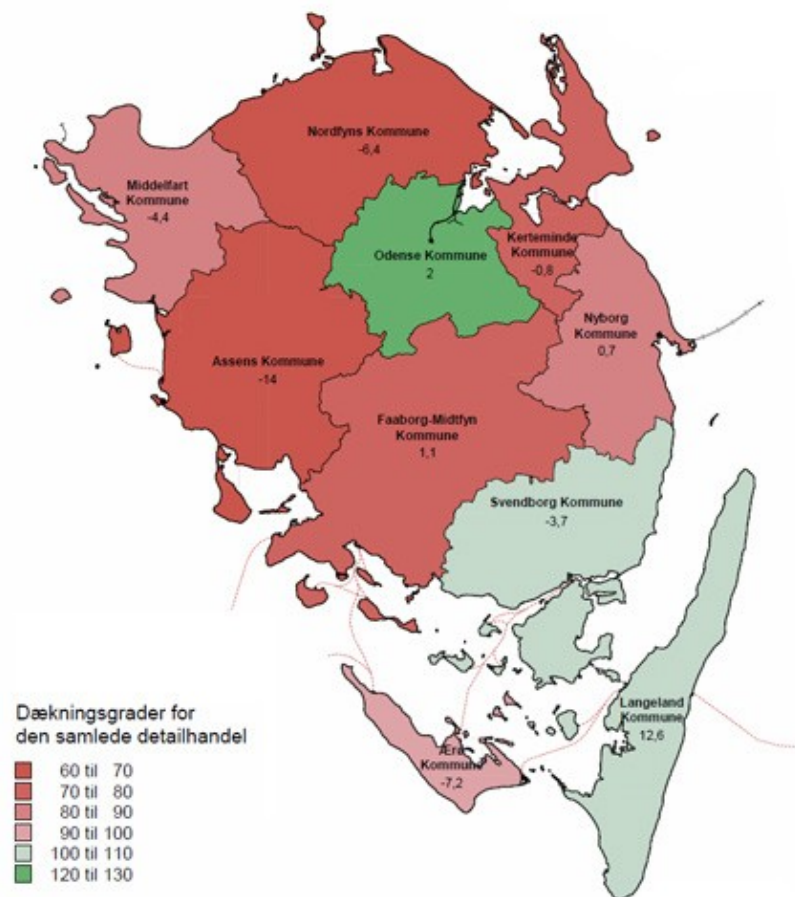 Nordfyns Kommune
-6,4
Middelfart
Kommune
-4,4
Odense Kommune
2
Kerteminde
Kommune
-0,8
Nyborg
Kommune
0,7
Assens Kommune
-14
Faaborg-Midtfyn
Kommune
1,1
Svendborg Kommune
-3,7
Langeland
Kommune
12,6
Ærø
Kommune
-7,2
Dækningsgrader for
den samlede detailhandel
60 til 70
70 til 80
80 til 90
90 til 100
100 til 110
120 til 130